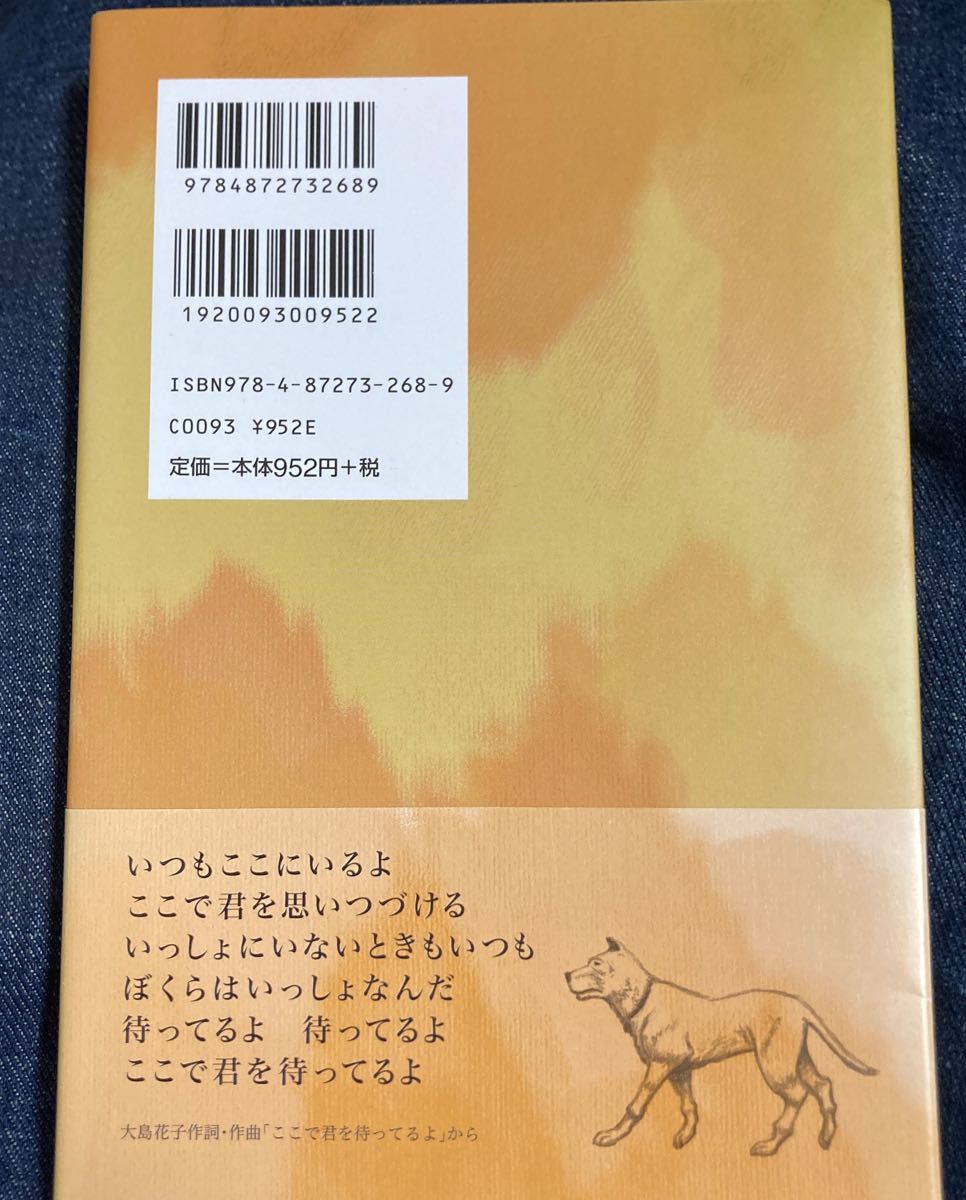 9784872732689
1920093009522
ISBN978-4-87273-268-9
C0093 ¥952E
定価＝本体952円＋税
いつもここにいるよ
ここで君を思いつづける
いっしょにいないときもいつも
ぼくらはいっしょなんだ
待ってるよ　待ってるよ
ここで君を待ってるよ
大島花子作詞・作曲「ここで君を待ってるよ」から